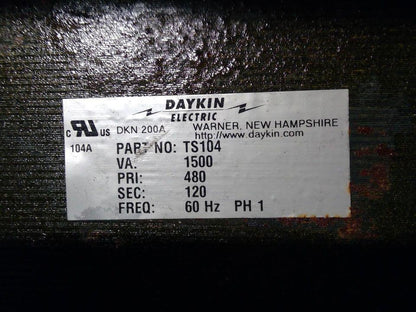 DAYKIN
ELECTRIC
c RU US DKN 200A WARNER, NEW HAMPSHIRE
http://www.daykin.com
104A PART NO: TS104
VA: 1500
PRI: 480
SEC: 120
FREQ: 60 Hz PH 1